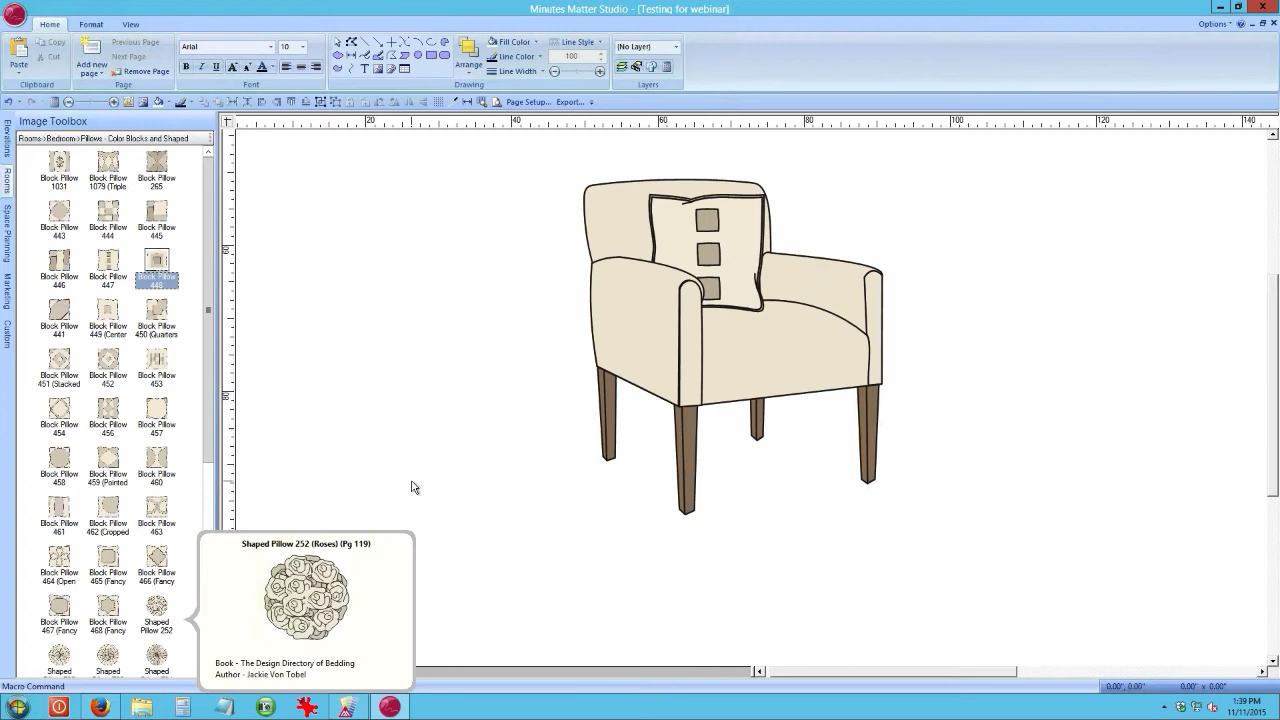 Minutes Matter Studio - [Testing for webinar]
Home Format View
Options
Copy
Cut
Paste
Clipboard
Previous Page
Next Page
Add new page
Remove Page
Page
Arial 10
B I U A A A
Font
Arrange
Fill Color
Line Color
Line Width
Line Style
100
Drawing
(No Layer)
Layers
Page Setup... Export...
Image Toolbox
Rooms>Bedroom>Pillows - Color Blocks and Shaped
Elevations
Rooms
Space Planning
Marketing
Custom
20 40 60 80 100 120 140
60
80
Block Pillow 1031
Block Pillow 1079 (Triple
Block Pillow 265
Block Pillow 443
Block Pillow 444
Block Pillow 445
Block Pillow 446
Block Pillow 447
Block Pillow 448
Block Pillow 441
Block Pillow 449 (Center
Block Pillow 450 (Quarters
Block Pillow 451 (Stacked
Block Pillow 452
Block Pillow 453
Block Pillow 454
Block Pillow 456
Block Pillow 457
Block Pillow 458
Block Pillow 459 (Pointed
Block Pillow 460
Block Pillow 461
Block Pillow 462 (Cropped
Block Pillow 463
Block Pillow 464 (Open
Block Pillow 465 (Fancy
Block Pillow 466 (Fancy
Block Pillow 467 (Fancy
Block Pillow 468 (Fancy
Shaped Pillow 252
Shaped
Shaped
Shaped
Shaped Pillow 252 (Roses) (Pg 119)
Book - The Design Directory of Bedding
Author - Jackie Von Tobel
Macro Command
0.00", 0.00" 0.00" x 0.00"
1:39 PM
11/11/2015